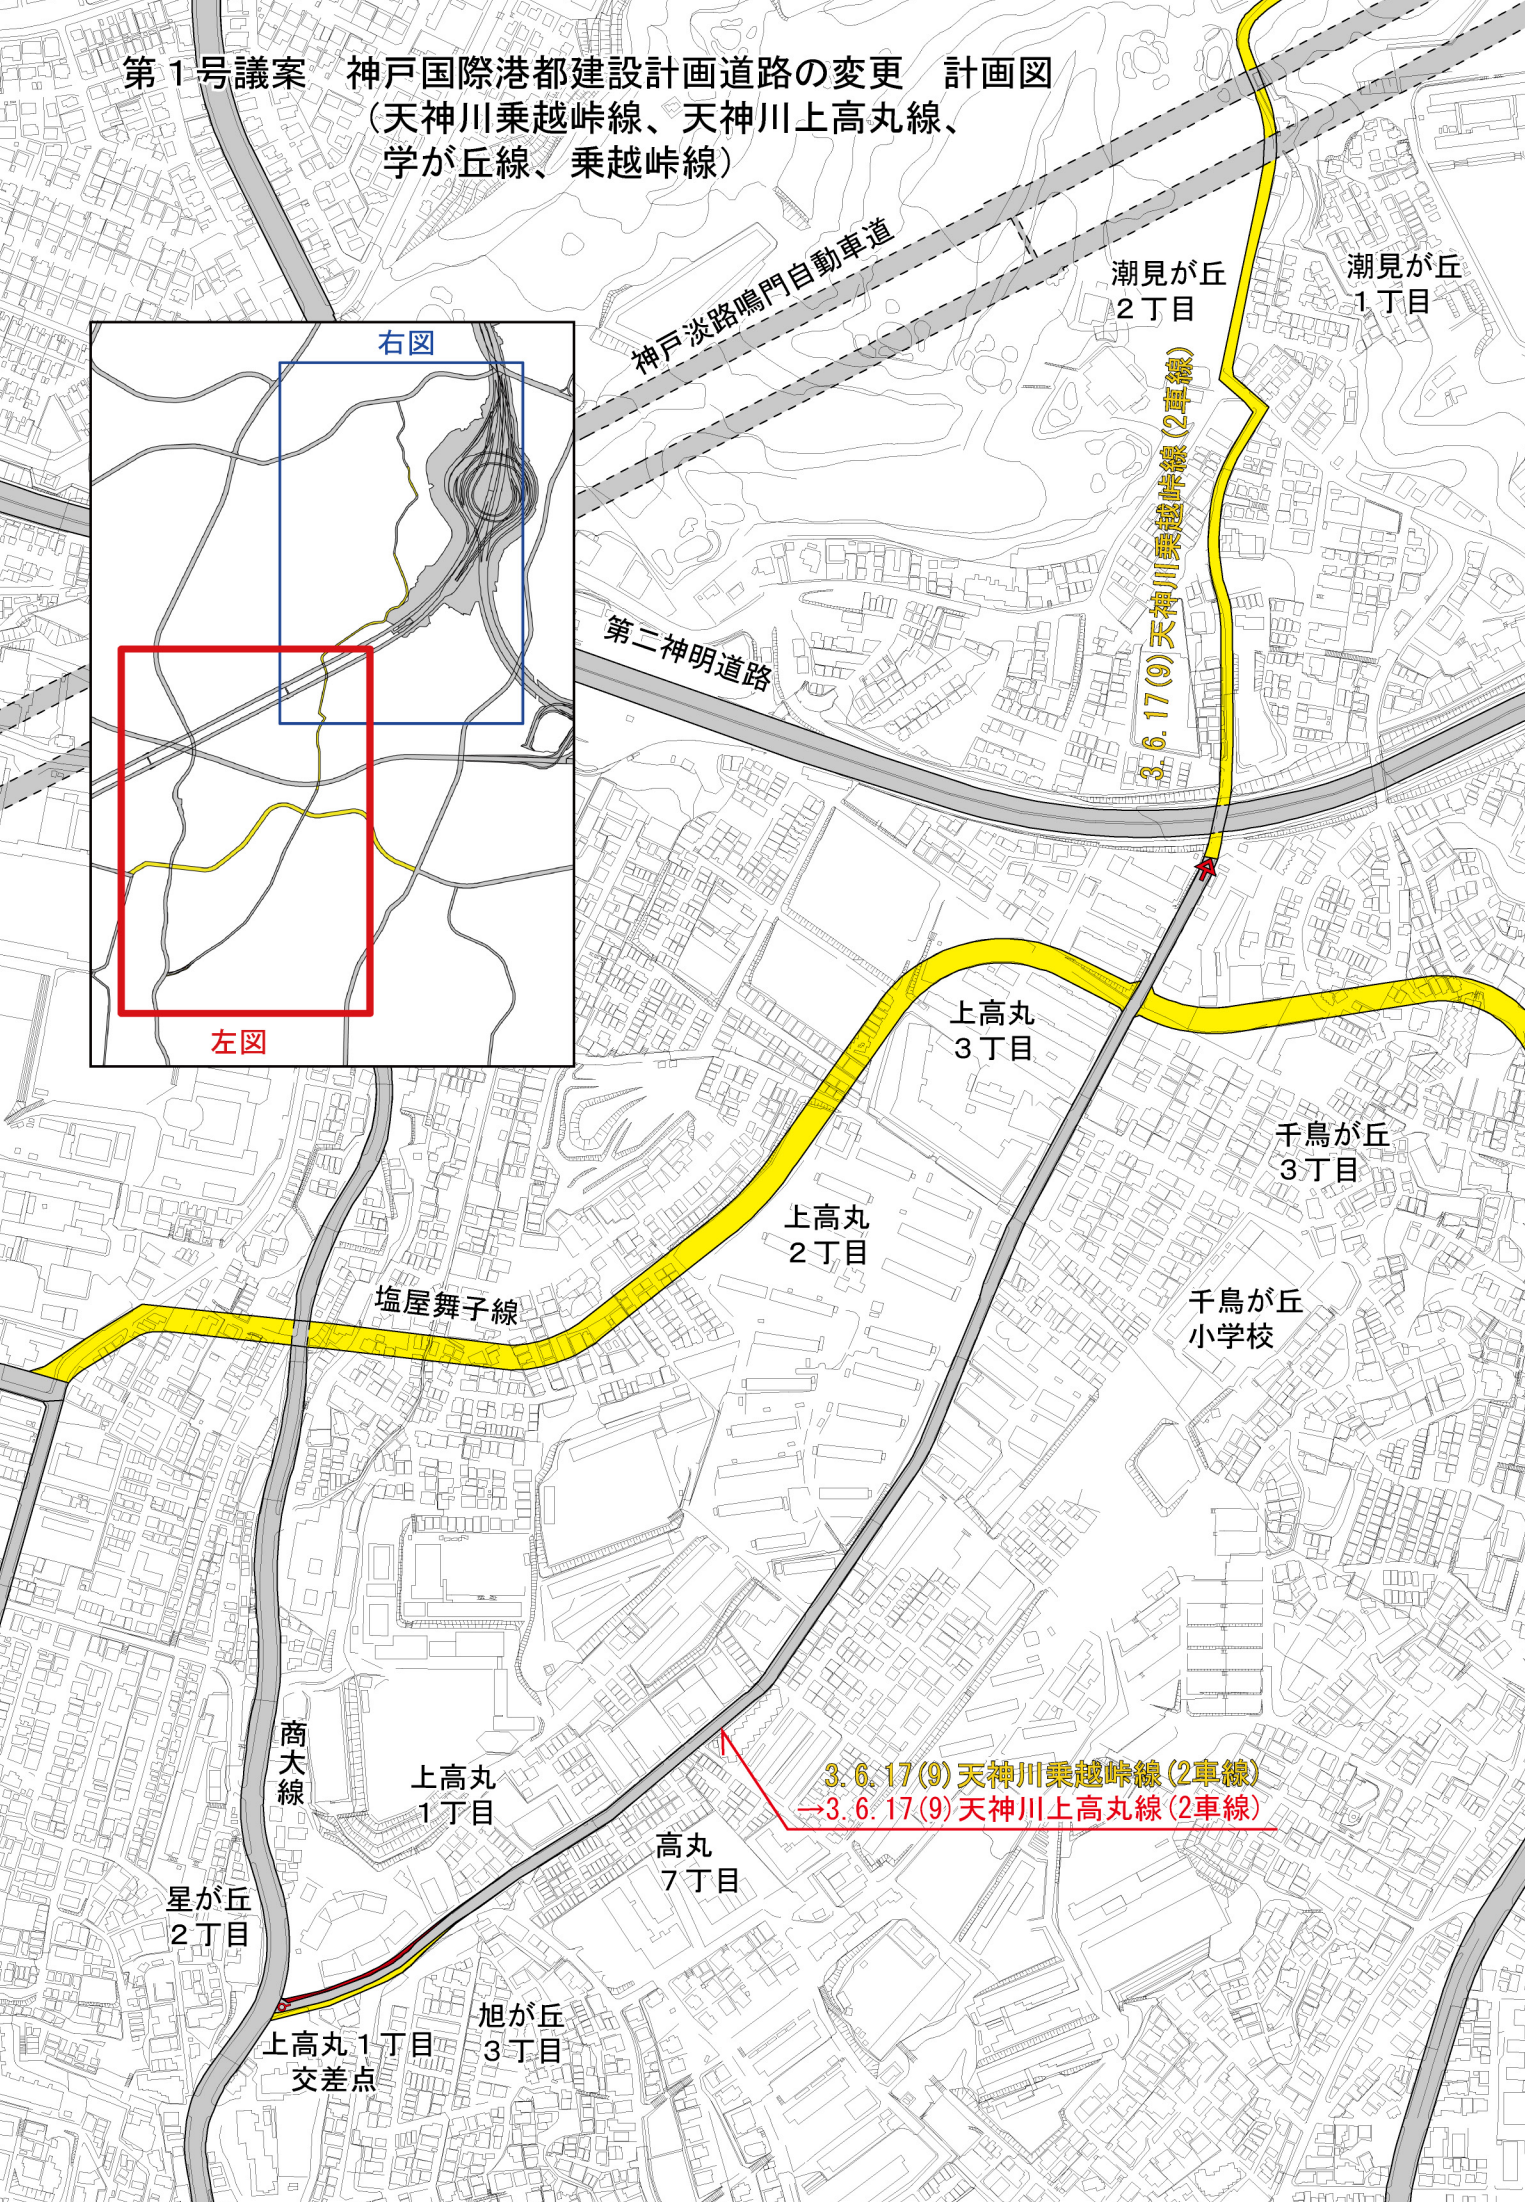 第１号議案　神戸国際港都建設計画道路の変更　計画図
（天神川乗越峠線、天神川上高丸線、
学が丘線、乗越峠線）
神戸淡路鳴門自動車道
潮見が丘
２丁目
潮見が丘
１丁目
右図
左図
3.6.17(9)天神川乗越峠線(2車線)
第二神明道路
上高丸
３丁目
千鳥が丘
３丁目
上高丸
２丁目
塩屋舞子線
千鳥が丘
小学校
商大線
上高丸
１丁目
3.6.17(9)天神川乗越峠線(2車線)
→3.6.17(9)天神川上高丸線(2車線)
高丸
７丁目
星が丘
２丁目
旭が丘
３丁目
上高丸１丁目
交差点